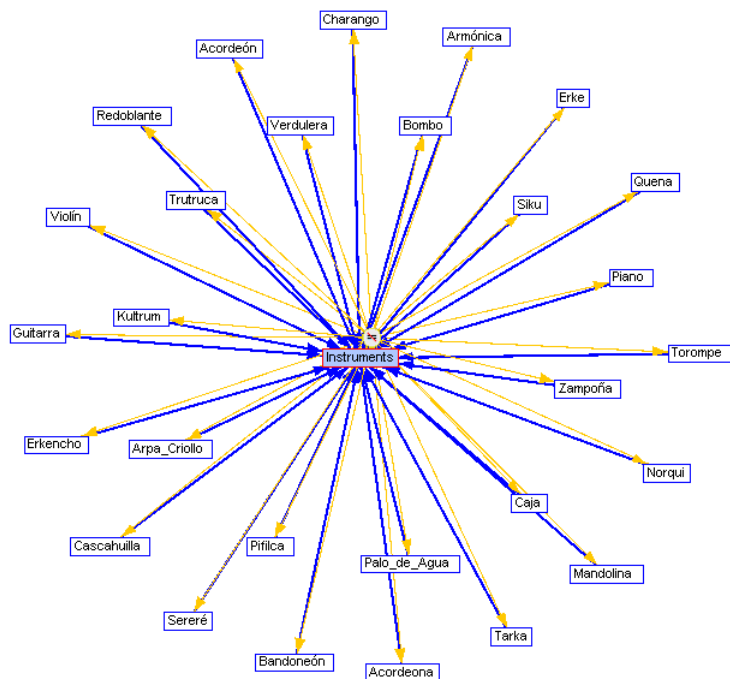 Charango
Armónica
Acordeón
Erke
Redoblante
Verdulera
Bombo
Quena
Trutruca
Siku
Violín
Piano
Kultrum
Guitarra
Torompe
Instruments
Zampoña
Erkencho
Arpa_Criollo
Norqui
Caja
Cascahuilla
Pifilca
Palo_de_Agua
Mandolina
Sereré
Tarka
Bandoneón
Acordeona